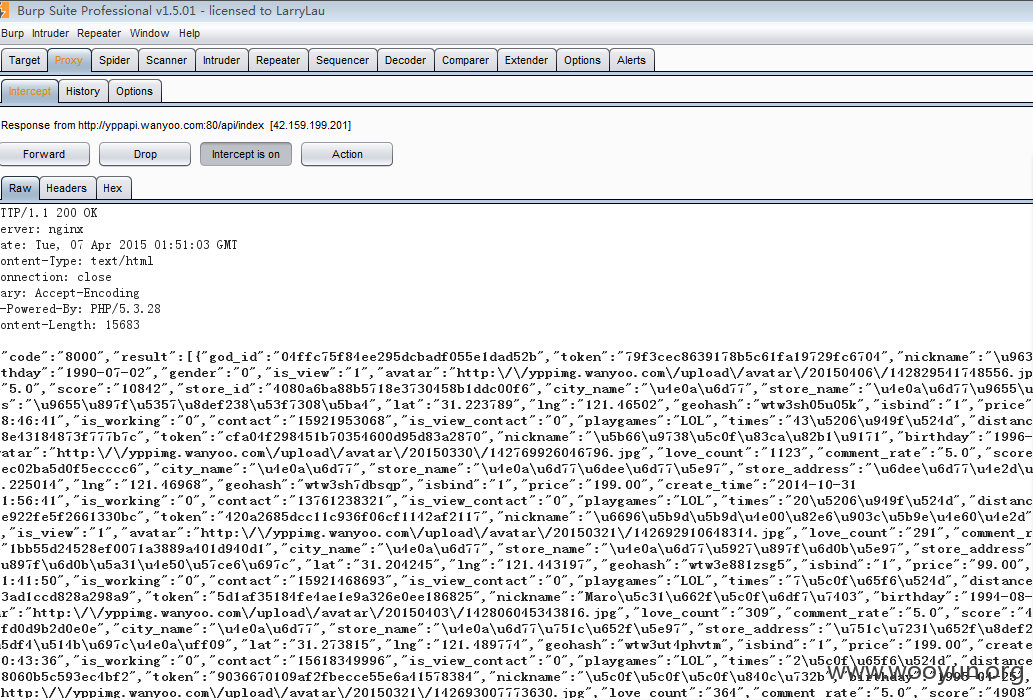 Burp Suite Professional v1.5.01 - licensed to LarryLau
Burp Intruder Repeater Window Help
Target Proxy Spider Scanner Intruder Repeater Sequencer Decoder Comparer Extender Options Alerts
Intercept History Options
Response from http://yppapi.wanyoo.com:80/api/index [42.159.199.201]
Forward Drop Intercept is on Action
Raw Headers Hex
TTP/1.1 200 OK
erver: nginx
ate: Tue, 07 Apr 2015 01:51:03 GMT
ontent-Type: text/html
onnection: close
ary: Accept-Encoding
-Powered-By: PHP/5.3.28
ontent-Length: 15683
"code":"8000","result":[{"god_id":"04ffc75f84ee295dcbadf055e1dad52b","token":"79f3cec8639178b5c61fa19729fc6704","nickname":"\u963
thday":"1990-07-02","gender":"0","is_view":"1","avatar":"http:\/\/yppimg.wanyoo.com\/upload\/avatar\/20150406\/142829541748556.jp
"5.0","score":"10842","store_id":"4080a6ba88b5718e3730458b1ddc00f6","city_name":"\u4e0a\u6d77","store_name":"\u4e0a\u6d77\u9655\u
s":"\u9655\u897f\u5357\u8def238\u53f7308\u5ba4","lat":"31.223789","lng":"121.46502","geohash":"wtw3sh05u05k","isbind":"1","price"
8:46:41","is_working":"0","contact":"15921953068","is_view_contact":"0","playgames":"LOL","times":"43\u5206\u949f\u524d","distanc
8e43184873f777b7c","token":"cfa04f298451b70354600d95d83a2870","nickname":"\u5b66\u9738\u5c0f\u83ca\u82b1\u9171","birthday":"1996-
atar":"http:\/\/yppimg.wanyoo.com\/upload\/avatar\/20150330\/142769926046796.jpg","love_count":"1123","comment_rate":"5.0","score
ec02ba5d0f5ecccc6","city_name":"\u4e0a\u6d77","store_name":"\u4e0a\u6d77\u6dee\u6d77\u5e97","store_address":"\u6dee\u6d77\u4e2d\u
.225014","lng":"121.46968","geohash":"wtw3sh7dbsqp","isbind":"1","price":"199.00","create_time":"2014-10-31
1:56:41","is_working":"0","contact":"13761238321","is_view_contact":"0","playgames":"LOL","times":"20\u5206\u949f\u524d","distanc
e922fe5f2661330bc","token":"420a2685dcc11c936f06cf1142af2117","nickname":"\u6696\u5b9d\u5b9d\u4e00\u82e6\u903c\u5b9e\u4e60\u4e2d"
,"is_view":"1","avatar":"http:\/\/yppimg.wanyoo.com\/upload\/avatar\/20150321\/142692910648314.jpg","love_count":"291","comment_r
"1bb55d24528ef0071a3889a401d940d1","city_name":"\u4e0a\u6d77","store_name":"\u4e0a\u6d77\u5927\u897f\u6d0b\u5e97","store_address"
u897f\u6d0b\u5a31\u4e50\u57ce6\u697c","lat":"31.204245","lng":"121.443197","geohash":"wtw3e881zsg5","isbind":"1","price":"99.00",
1:41:50","is_working":"0","contact":"15921468693","is_view_contact":"0","playgames":"LOL","times":"7\u5c0f\u65f6\u524d","distance
3ad1ccd828a298a9","token":"5d1af35184fe4ae1e9a326e0ee186825","nickname":"Maro\u5c31\u662f\u5c0f\u6df7\u7403","birthday":"1994-08-
ar":"http:\/\/yppimg.wanyoo.com\/upload\/avatar\/20150403\/142806045343816.jpg","love_count":"309","comment_rate":"5.0","score":"4
fd0d9b2d0e0e","city_name":"\u4e0a\u6d77","store_name":"\u4e0a\u6d77\u751c\u652f\u5e97","store_address":"\u751c\u7231\u652f\u8def2
5df4\u514b\u697c\u4e0a\uff09","lat":"31.273815","lng":"121.489774","geohash":"wtw3ut4phvtm","isbind":"1","price":"199.00","create
0:43:36","is_working":"0","contact":"15618349996","is_view_contact":"0","playgames":"LOL","times":"2\u5c0f\u65f6\u524d","distance
8060b5c593ec4bf2","token":"9036670109af2fbecce55e6a41578384","nickname":"\u5c0f\u5c0f\u5c0f\u840c\u732b","birthday":"1995-01-29",
http:\/\/yppimg.wanyoo.com\/upload\/avatar\/20150321\/142693007773630.jpg","love_count":"364","comment_rate":"5.0","score":"4908"
www.wooyun.org